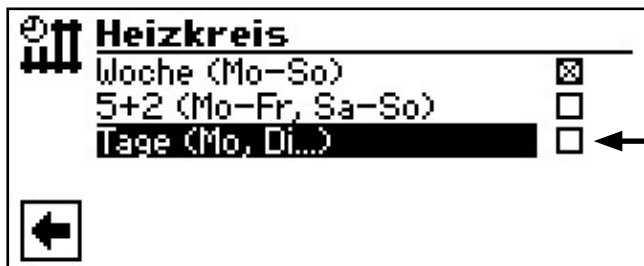 Heizkreis
Woche (Mo-So)
5+2 (Mo-Fr, Sa-So)
Tage (Mo, Di...)